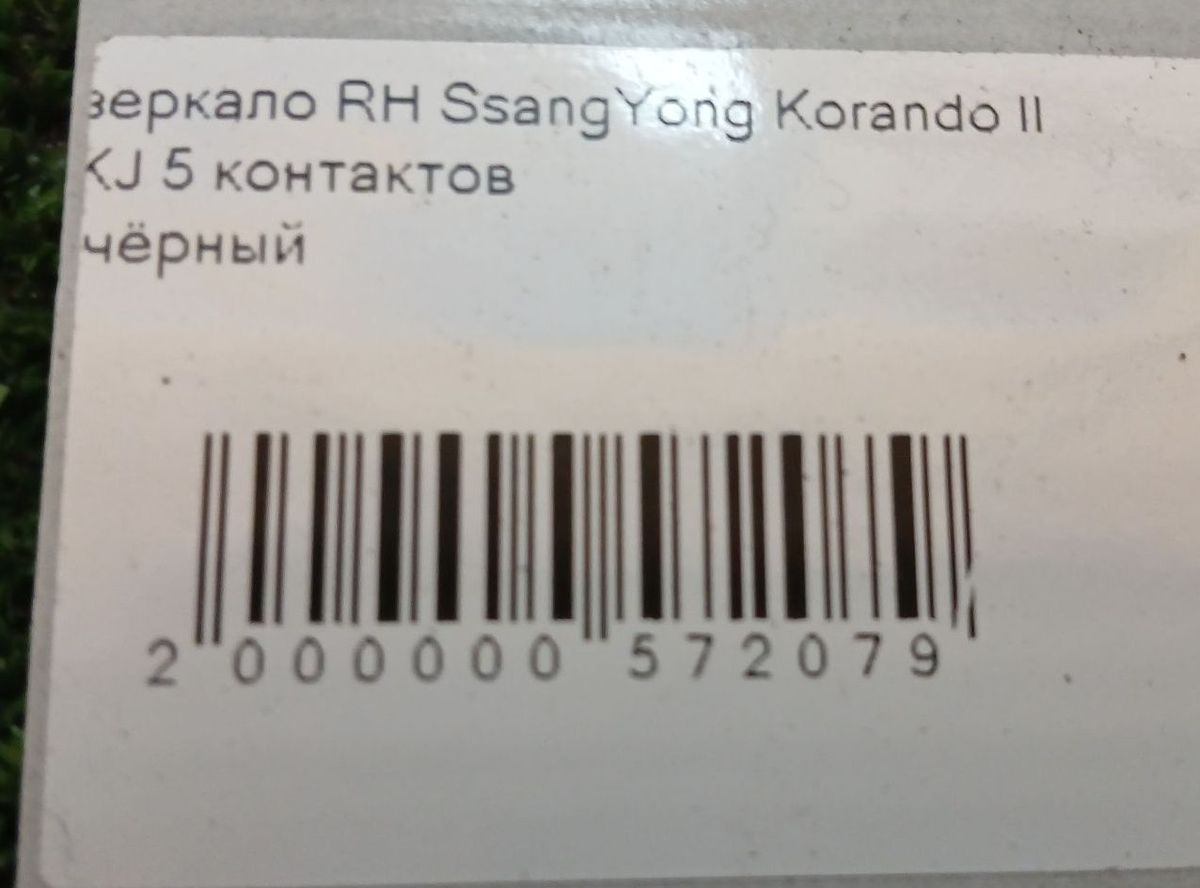 зеркало RH SsangYong Korando II
KJ 5 контактов
чёрный
2 000000 572079